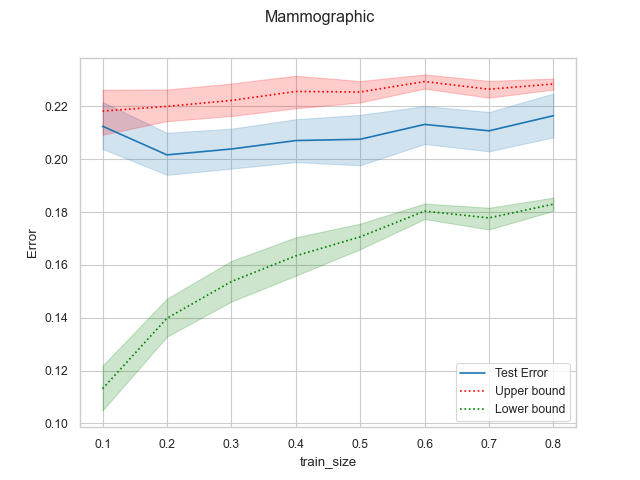 Mammographic
Error
0.22
0.20
0.18
0.16
0.14
0.12
0.10
0.1 0.2 0.3 0.4 0.5 0.6 0.7 0.8
train_size
Test Error
Upper bound
Lower bound